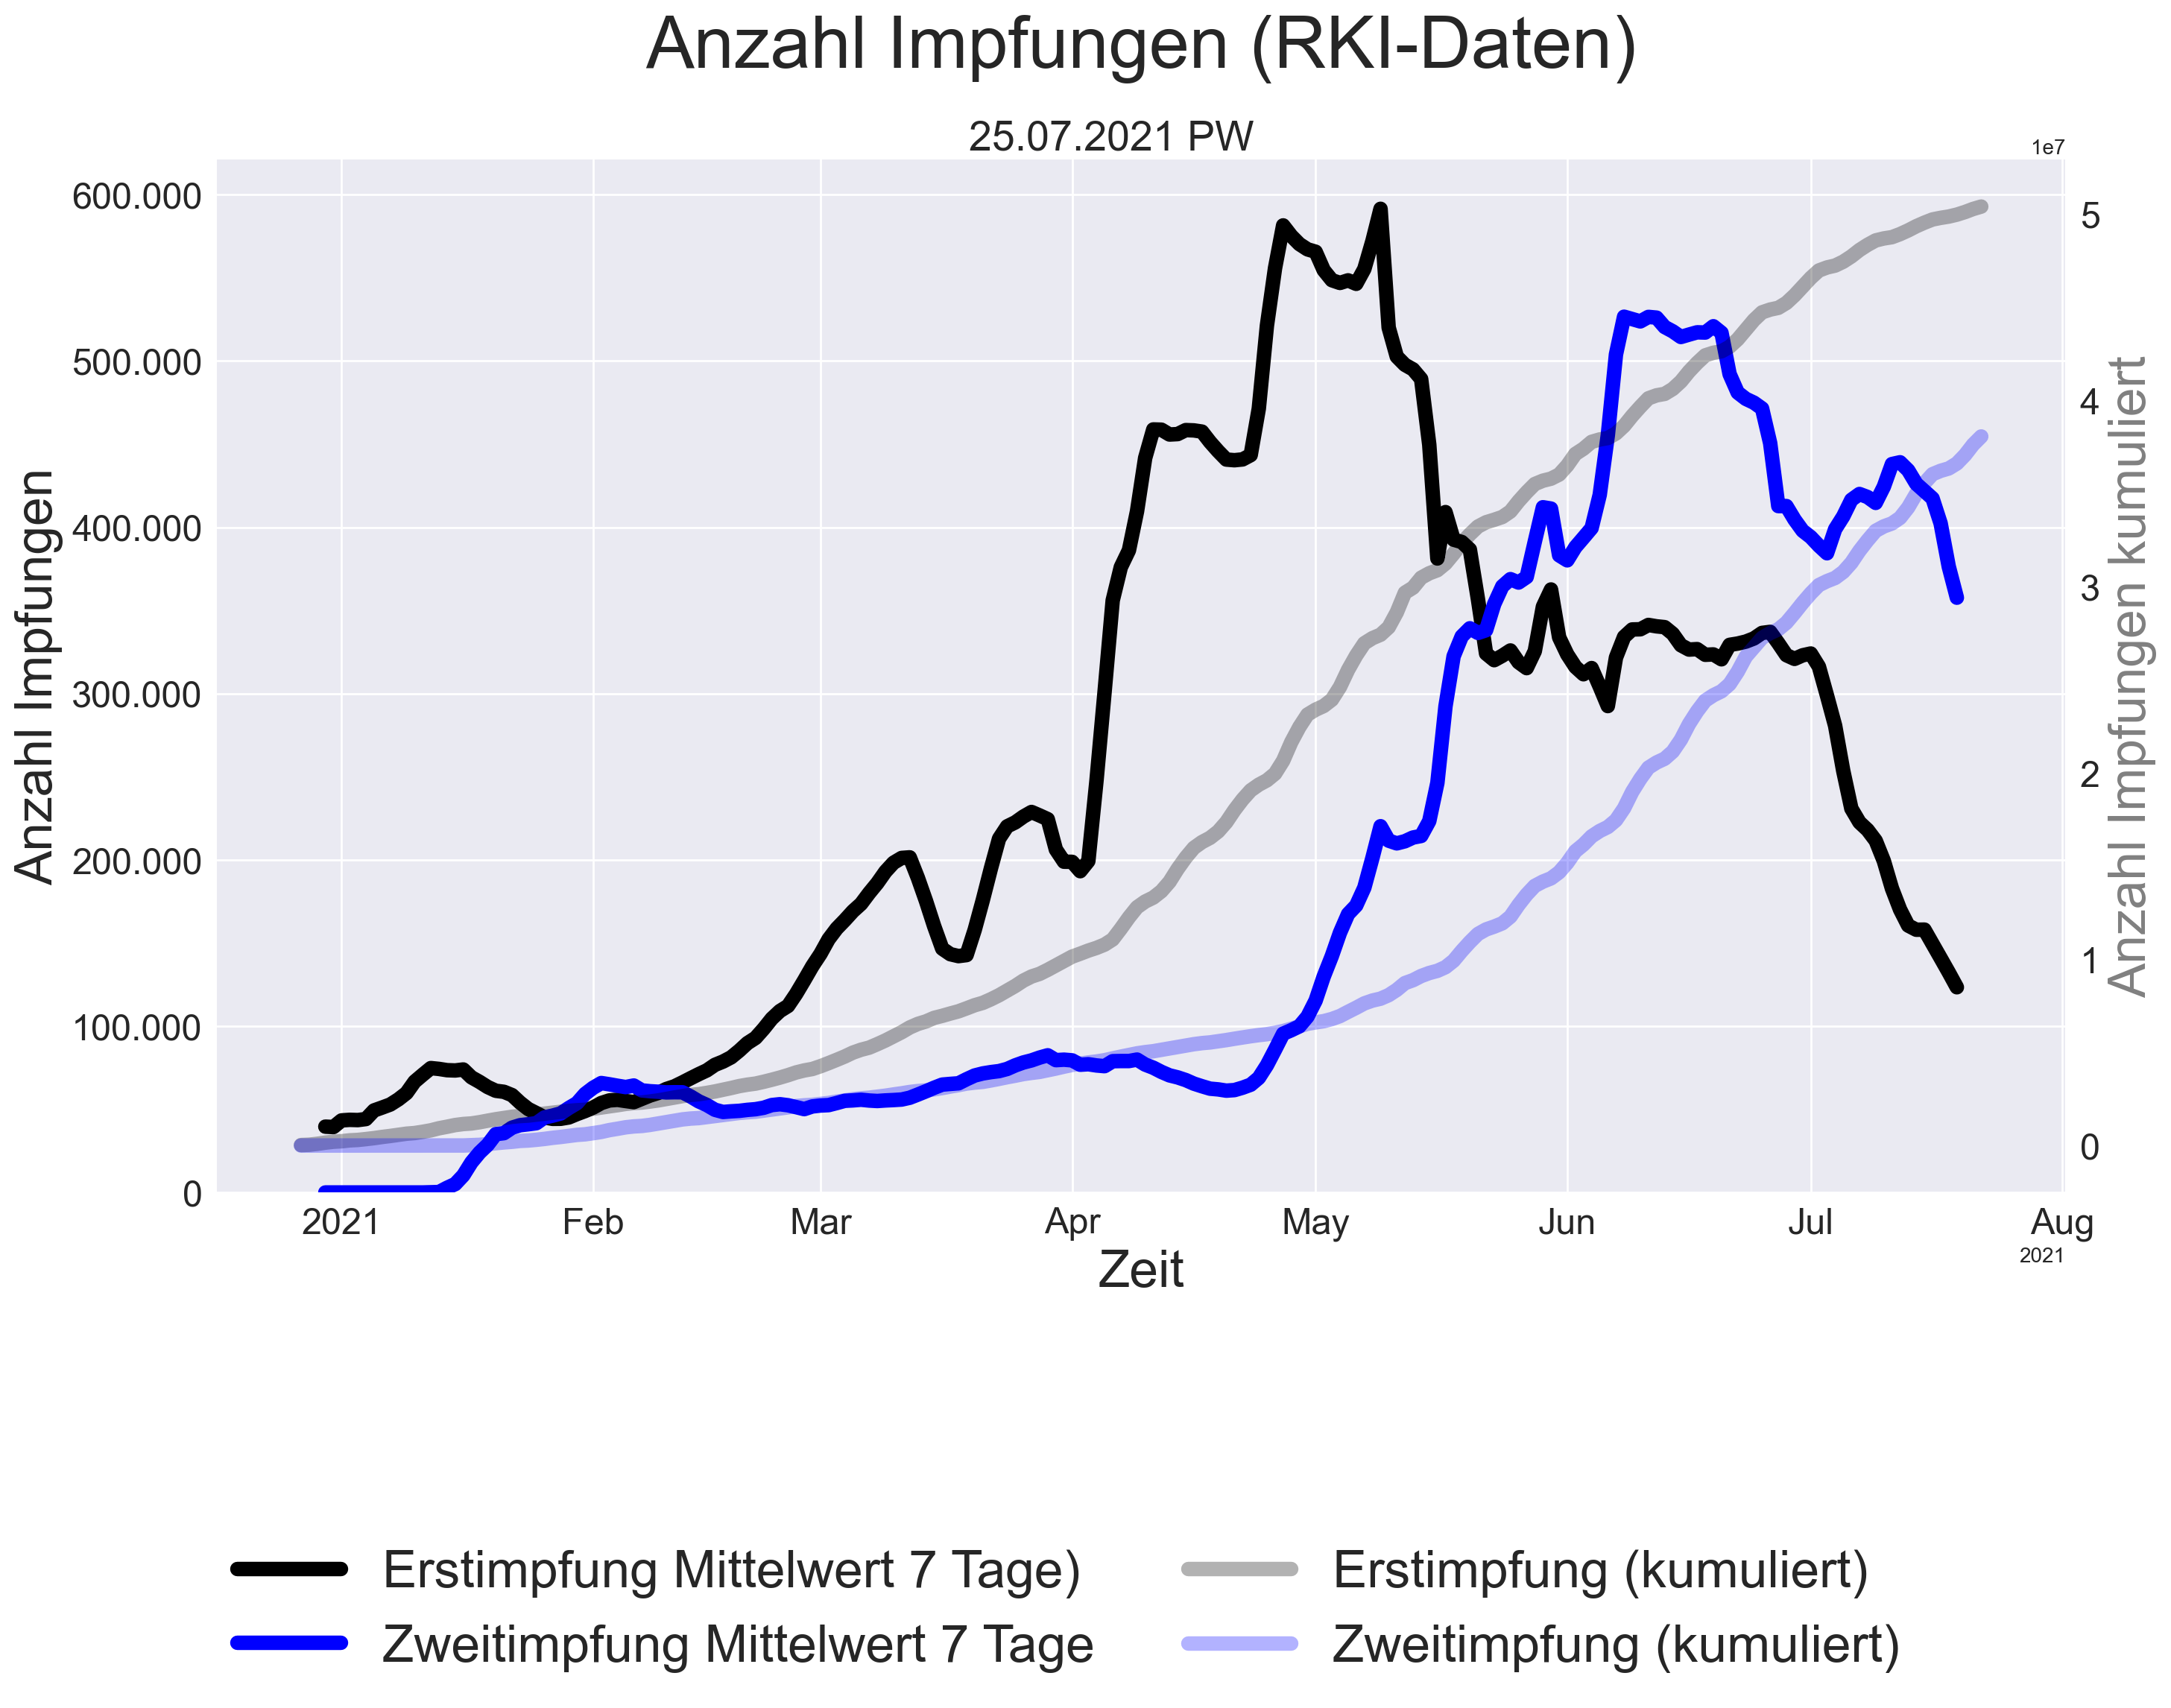 Anzahl Impfungen (RKI-Daten)
25.07.2021 PW
1e7
600.000
500.000
400.000
300.000
200.000
100.000
0
Anzahl Impfungen
5
4
3
2
1
0
Anzahl Impfungen kumuliert
2021 Feb Mar Apr May Jun Jul Aug
2021
Zeit
Erstimpfung Mittelwert 7 Tage)
Zweitimpfung Mittelwert 7 Tage
Erstimpfung (kumuliert)
Zweitimpfung (kumuliert)